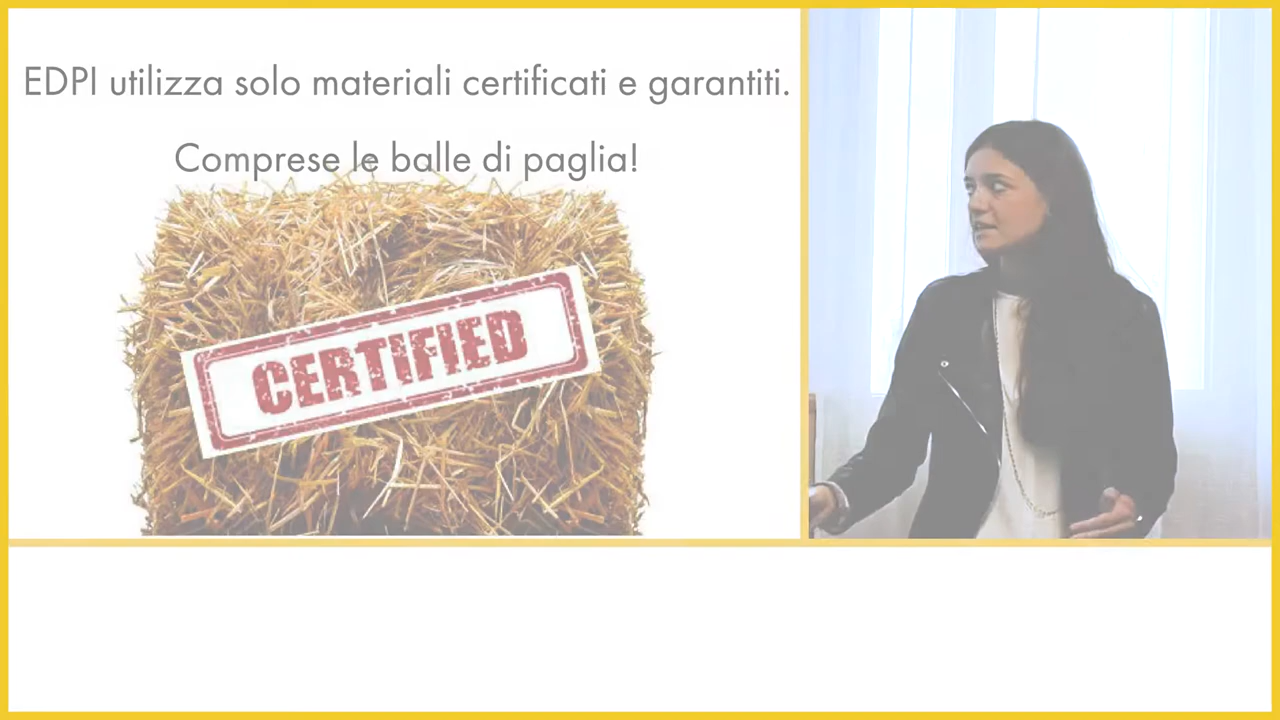 EDPI utilizza solo materiali certificati e garantiti.
Comprese le balle di paglia!
CERTIFIED